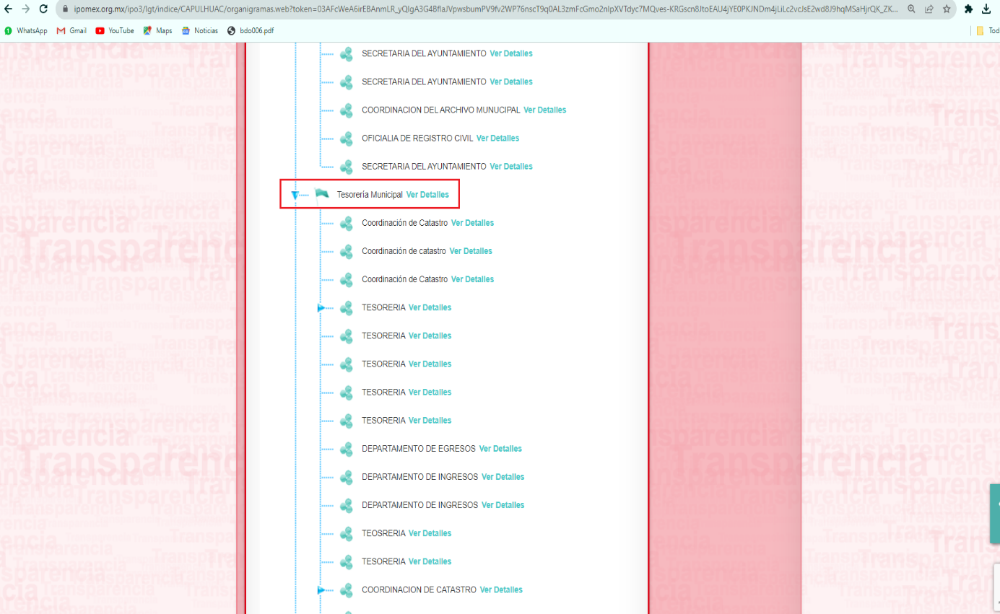 ipomex.org.mx/ipo3/lgt/indice/CAPULHUAC/organigramas.web?token=
WhatsApp Gmail YouTube Maps Noticias bdo006.pdf Tod
SECRETARIA DEL AYUNTAMIENTO Ver Detalles
SECRETARIA DEL AYUNTAMIENTO Ver Detalles
COORDINACION DEL ARCHIVO MUNUCIPAL Ver Detalles
OFICIALIA DE REGISTRO CIVIL Ver Detalles
SECRETARIA DEL AYUNTAMIENTO Ver Detalles
Tesorería Municipal Ver Detalles
Coordinación de Catastro Ver Detalles
Coordinación de catastro Ver Detalles
Coordinación de Catastro Ver Detalles
TESORERIA Ver Detalles
TESORERIA Ver Detalles
TESORERIA Ver Detalles
TESORERIA Ver Detalles
TESORERIA Ver Detalles
DEPARTAMENTO DE EGRESOS Ver Detalles
DEPARTAMENTO DE INGRESOS Ver Detalles
DEPARTAMENTO DE INGRESOS Ver Detalles
TEOSRERIA Ver Detalles
TESORERIA Ver Detalles
COORDINACION DE CATASTRO Ver Detalles